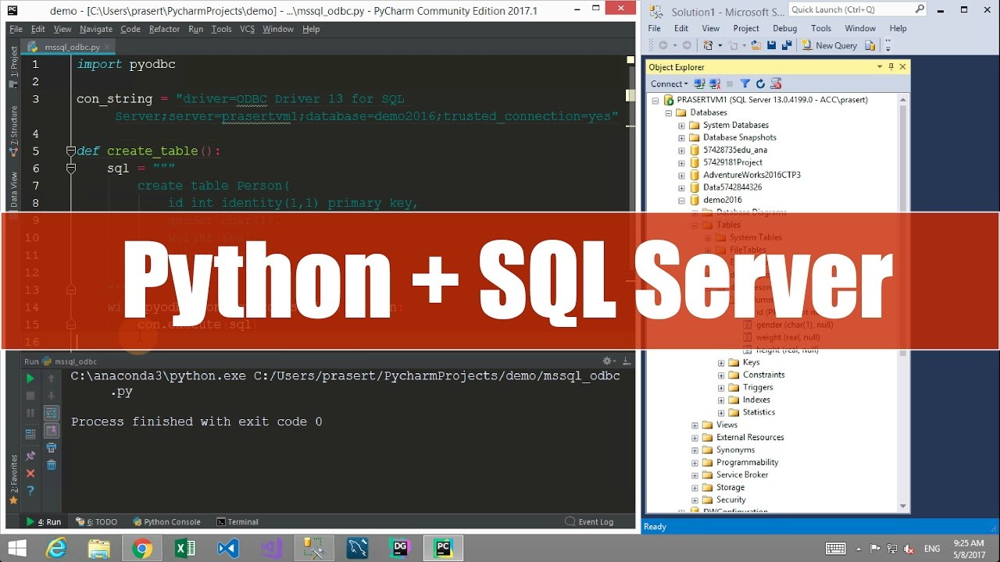 demo - [C:\Users\prasert\PycharmProjects\demo] - ...\mssql_odbc.py - PyCharm Community Edition 2017.1
File Edit View Navigate Code Refactor Run Tools VCS Window Help
mssql_odbc.py
1: Project
7: Structure
Data View
2: Favorites
1 import pyodbc
2
3 con_string = "driver=ODBC Driver 13 for SQL
Server;server=prasertvm1;database=demo2016;trusted_connection=yes"
4
5 def create_table():
6 sql = """
7 create table Person(
8 id int identity(1,1) primary key,
9 gender char(1),
10 weight real,
11
12
13 """
14
15 con.execute(sql)
16
Python + SQL Server
Run mssql_odbc
C:\anaconda3\python.exe C:/Users/prasert/PycharmProjects/demo/mssql_odbc
.py
Process finished with exit code 0
4: Run 6: TODO Python Console Terminal Event Log
Solution1 - Microsoft S... Quick Launch (Ctrl+Q)
File Edit View Project Debug Tools Window Help
New Query
Object Explorer
Connect
PRASERTVM1 (SQL Server 13.0.4199.0 - ACC\prasert)
Databases
System Databases
Database Snapshots
57428735edu_ana
57429181Project
AdventureWorks2016CTP3
Data5742844326
demo2016
Database Diagrams
Tables
System Tables
FileTables
gender (char(1), null)
weight (real, null)
height (real, null)
Keys
Constraints
Triggers
Indexes
Statistics
Views
External Resources
Synonyms
Programmability
Service Broker
Storage
Security
DWConfiguration
Ready
DG
PC
ENG
9:25 AM
5/8/2017